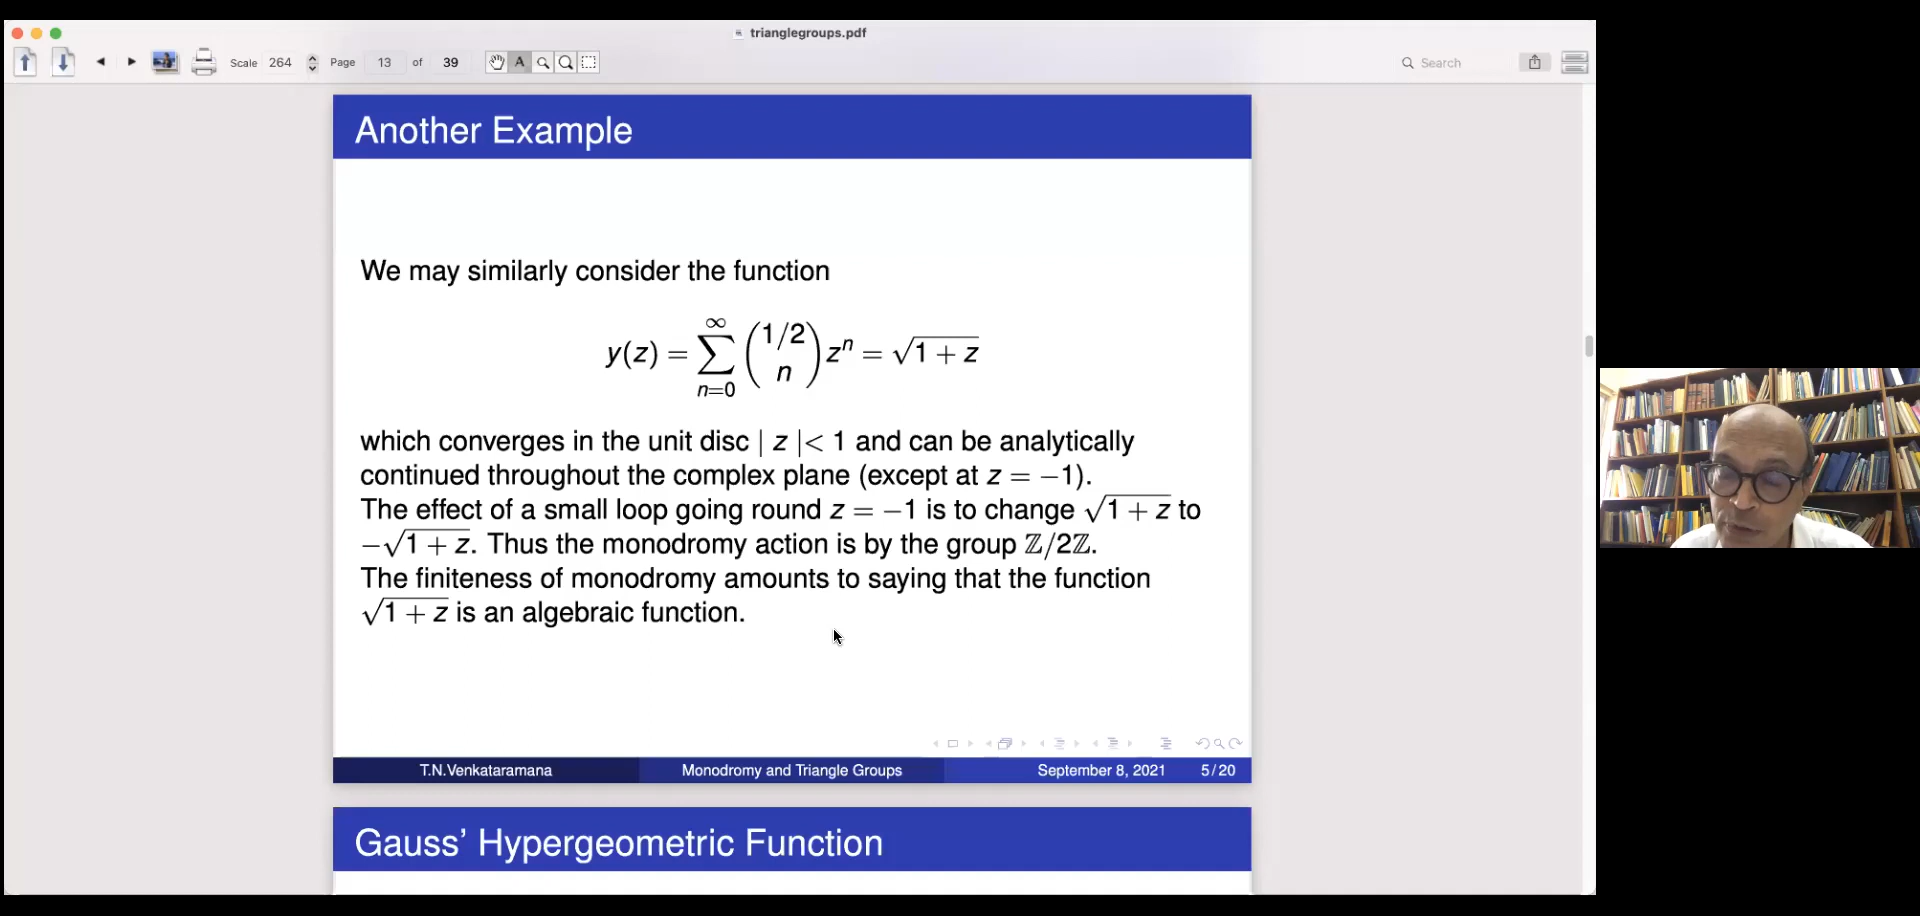 trianglegroups.pdf
Scale 264 Page 13 of 39 A Search
Another Example
We may similarly consider the function
y(z) = ∑_{n=0}^{∞} \binom{1/2}{n} z^n = √(1 + z)
which converges in the unit disc | z |< 1 and can be analytically
continued throughout the complex plane (except at z = −1).
The effect of a small loop going round z = −1 is to change √(1 + z) to
−√(1 + z). Thus the monodromy action is by the group ℤ/2ℤ.
The finiteness of monodromy amounts to saying that the function
√(1 + z) is an algebraic function.
T.N.Venkataramana Monodromy and Triangle Groups September 8, 2021 5 / 20
Gauss’ Hypergeometric Function